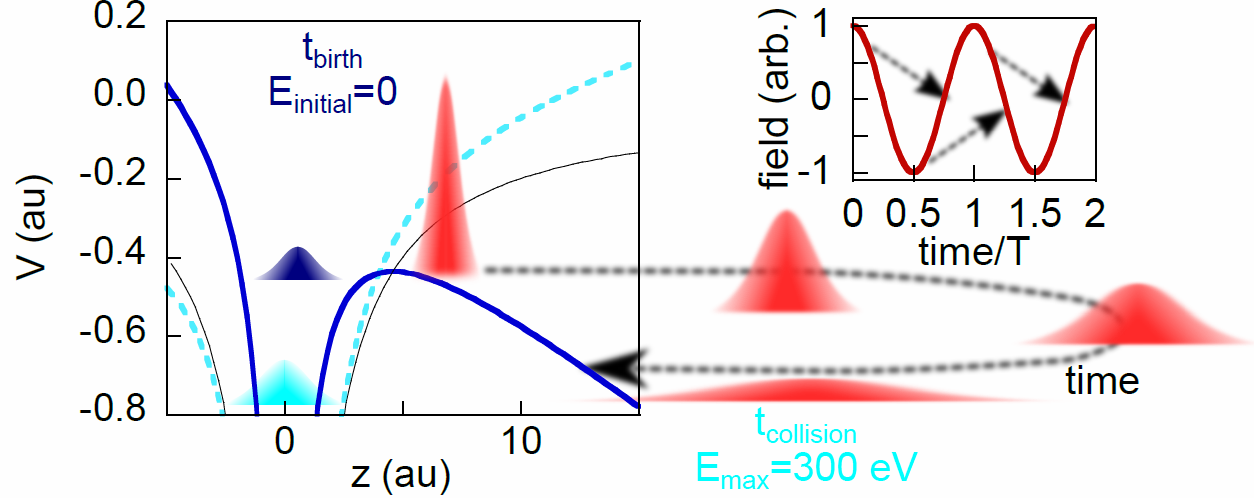 0.2
0.0
-0.2
-0.4
-0.6
-0.8
V (au)
0
10
z (au)
t_birth
E_initial=0
1
0
-1
field (arb.)
0 0.5 1 1.5 2
time/T
time
t_collision
E_max=300 eV